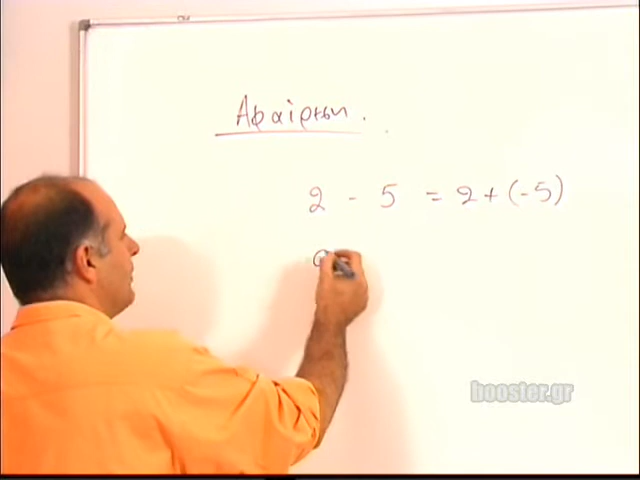 Αφαίρεση.
2 - 5 = 2 + (-5)
booster.gr